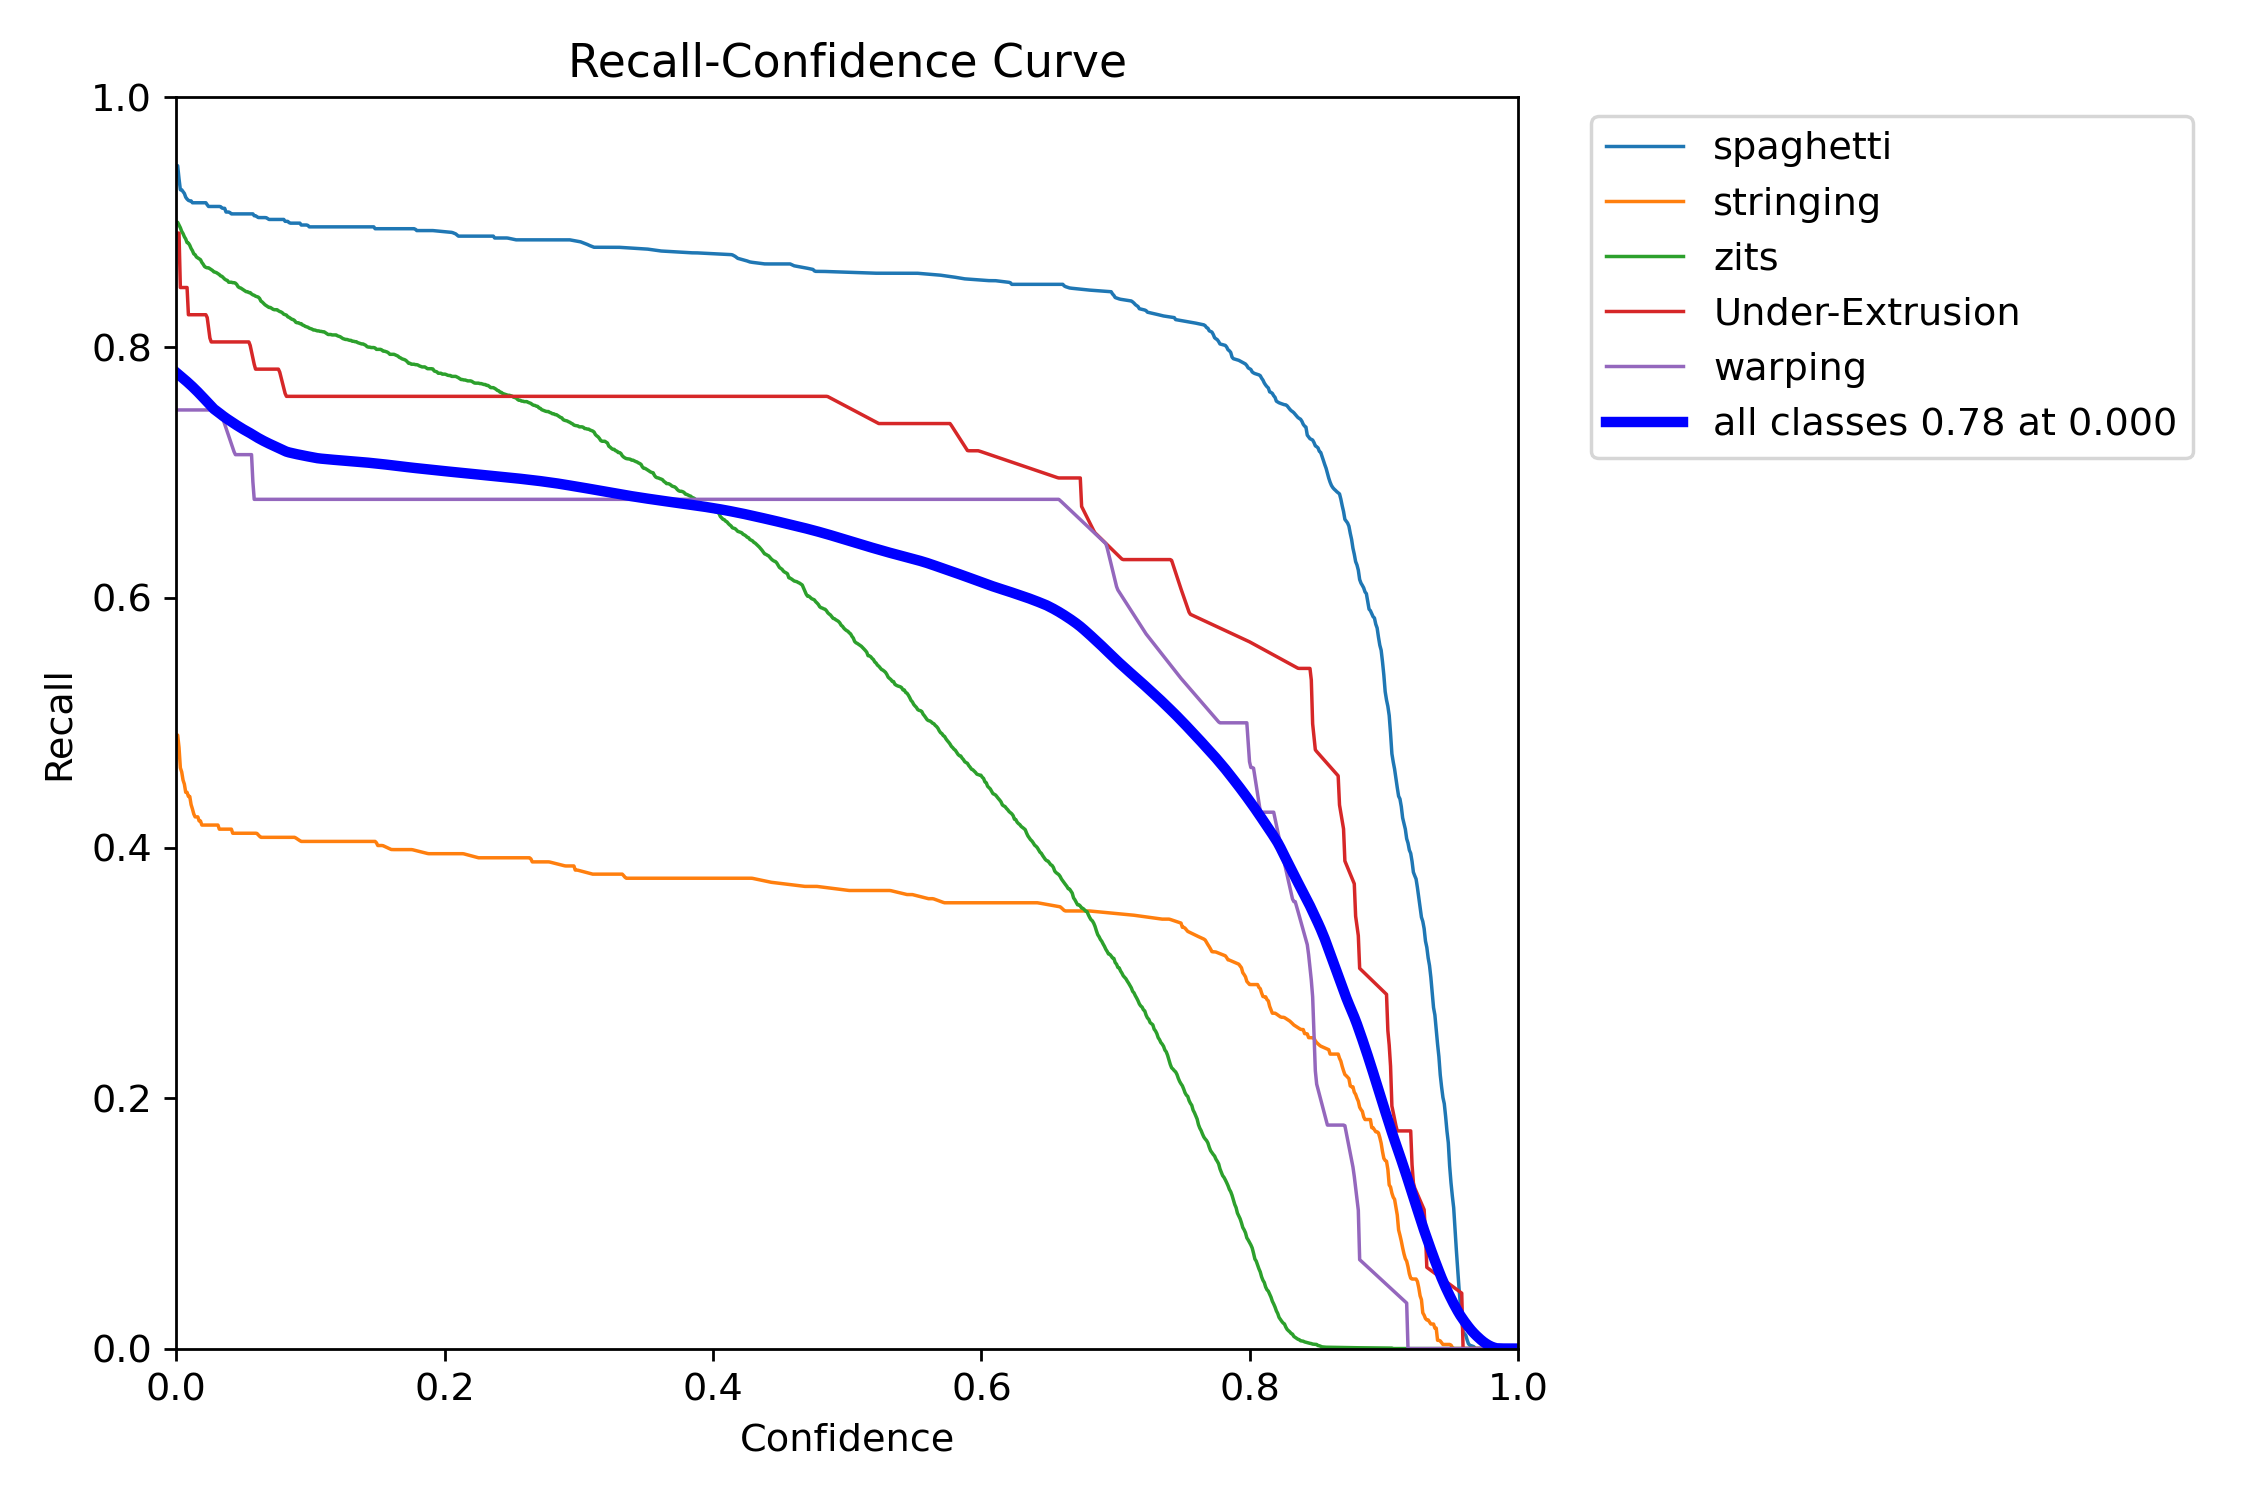 Recall-Confidence Curve
1.0
0.8
0.6
0.4
0.2
0.0
Recall
0.0 0.2 0.4 0.6 0.8 1.0
Confidence
spaghetti
stringing
zits
Under-Extrusion
warping
all classes 0.78 at 0.000